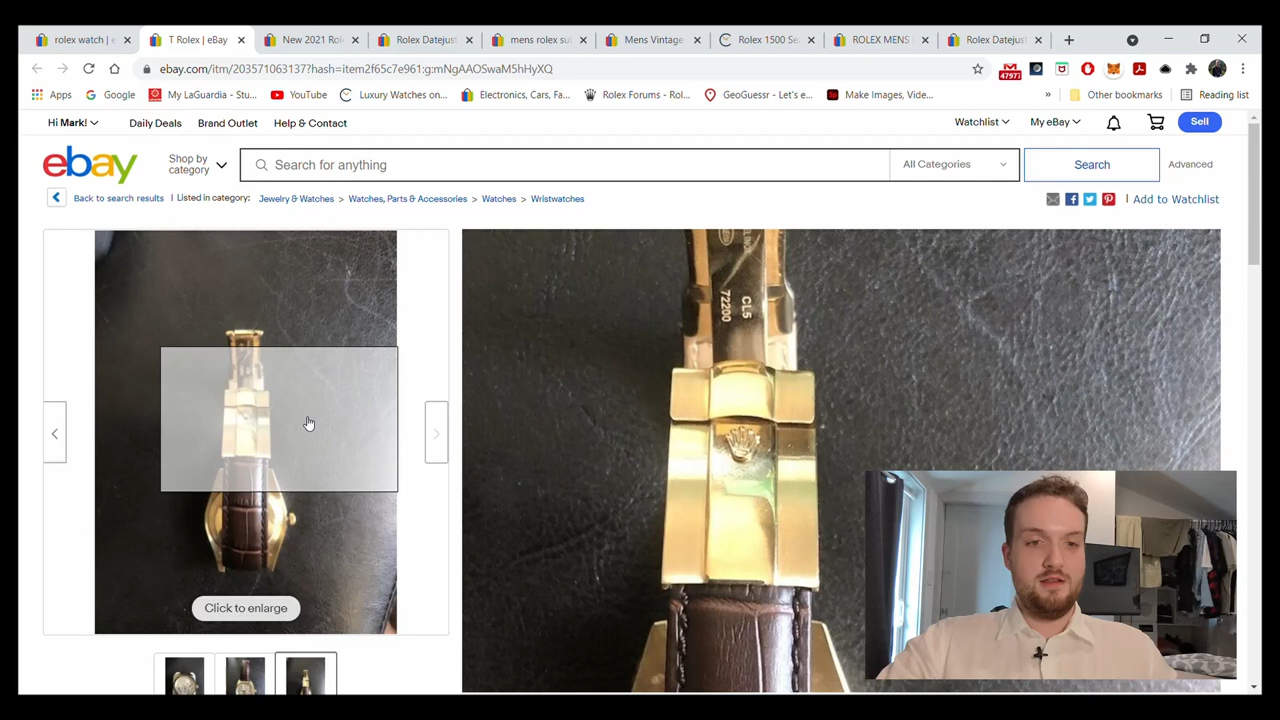 rolex watch | e
T Rolex | eBay
New 2021 Rol
Rolex Datejus
mens rolex su
Mens Vintage
Rolex 1500 Se
ROLEX MENS
Rolex Datejus
ebay.com/itm/203571063137?hash=item2f65c7e961:g:mNgAAOSwaM5hHyXQ
47977
Apps
Google
My LaGuardia - Stu...
YouTube
Luxury Watches on...
Electronics, Cars, Fa...
Rolex Forums - Rol...
GeoGuessr - Let's e...
Make Images, Video...
»
Other bookmarks
Reading list
Hi Mark!
Daily Deals
Brand Outlet
Help & Contact
Watchlist
My eBay
Sell
ebay
Shop by category
Search for anything
All Categories
Search
Advanced
Back to search results
| Listed in category:
Jewelry & Watches > Watches, Parts & Accessories > Watches > Wristwatches
| Add to Watchlist
CL5
72200
Click to enlarge